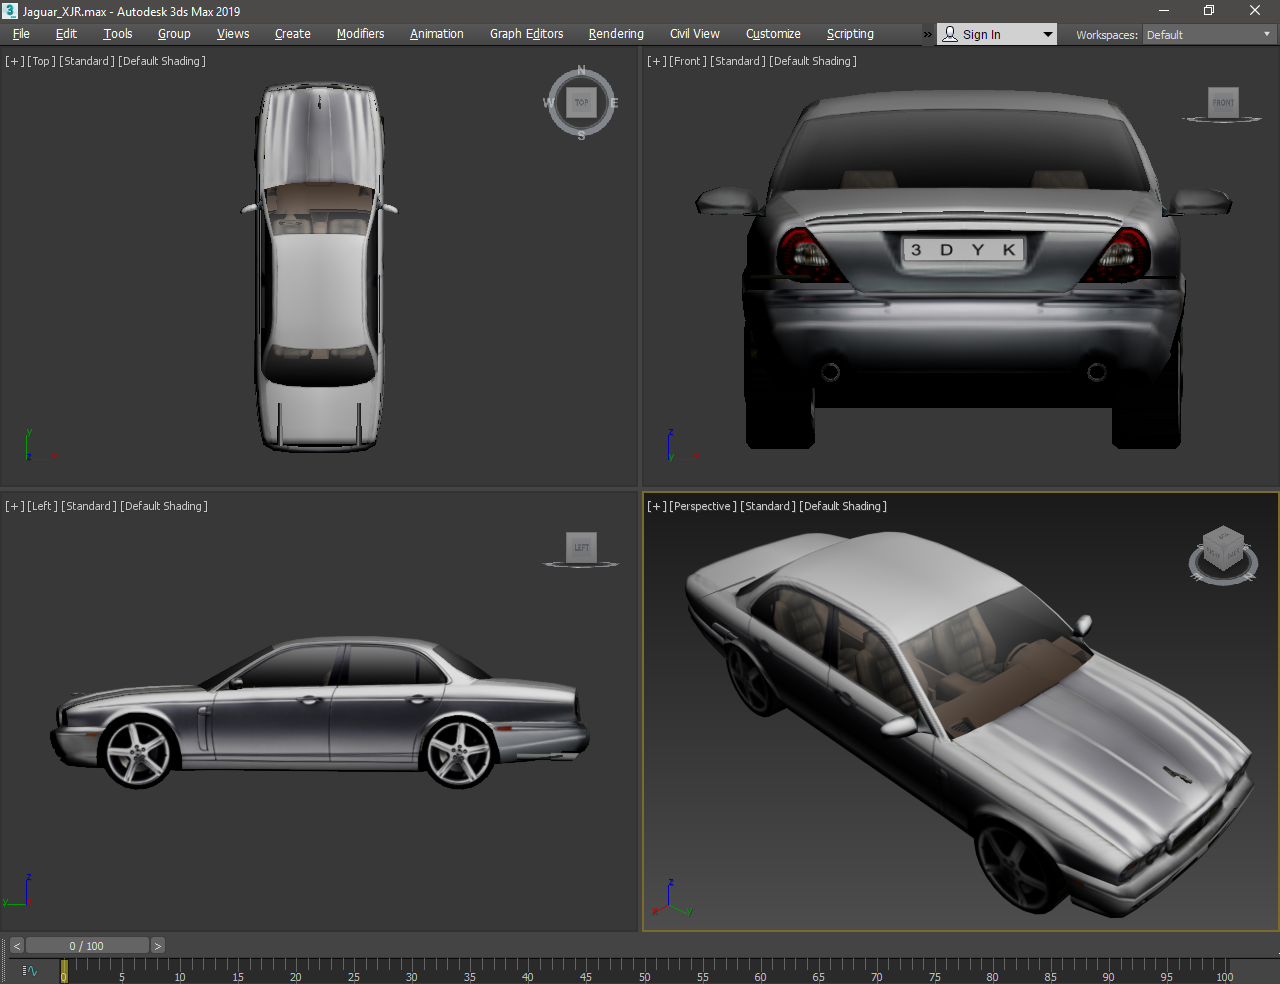 Jaguar_XJR.max - Autodesk 3ds Max 2019
File Edit Tools Group Views Create Modifiers Animation Graph Editors Rendering Civil View Customize Scripting » Sign In Workspaces: Default
[+] [Top] [Standard] [Default Shading]
N
W TOP E
S
y
z x
[+] [Front] [Standard] [Default Shading]
FRONT
3 D Y K
z
y x
[+] [Left] [Standard] [Default Shading]
LEFT
z
y
[+] [Perspective] [Standard] [Default Shading]
z
x y
< 0 / 100 >
0 5 10 15 20 25 30 35 40 45 50 55 60 65 70 75 80 85 90 95 100